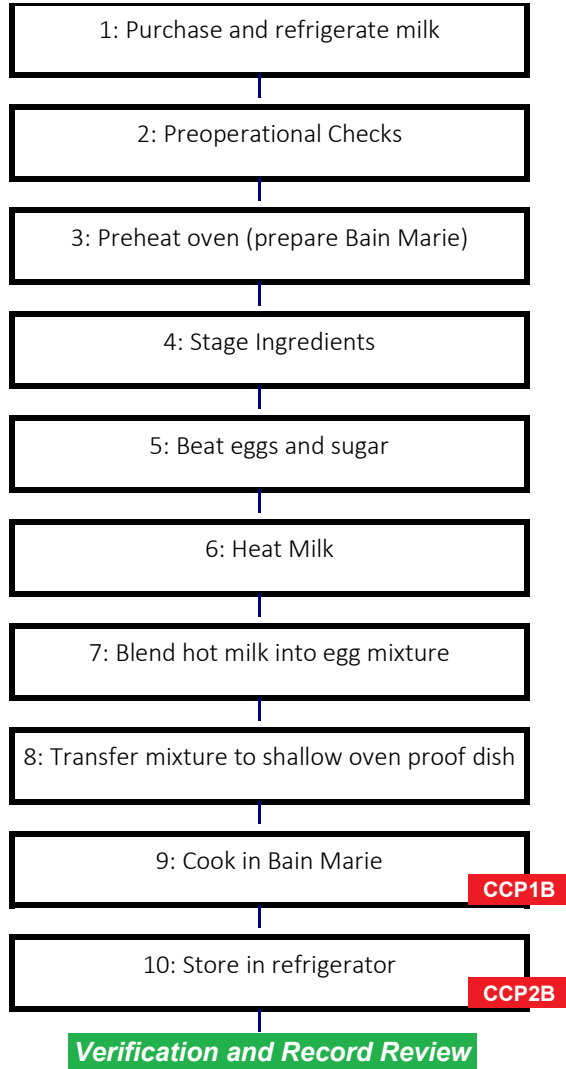 1: Purchase and refrigerate milk
2: Preoperational Checks
3: Preheat oven (prepare Bain Marie)
4: Stage Ingredients
5: Beat eggs and sugar
6: Heat Milk
7: Blend hot milk into egg mixture
8: Transfer mixture to shallow oven proof dish
9: Cook in Bain Marie
CCP1B
10: Store in refrigerator
CCP2B
Verification and Record Review